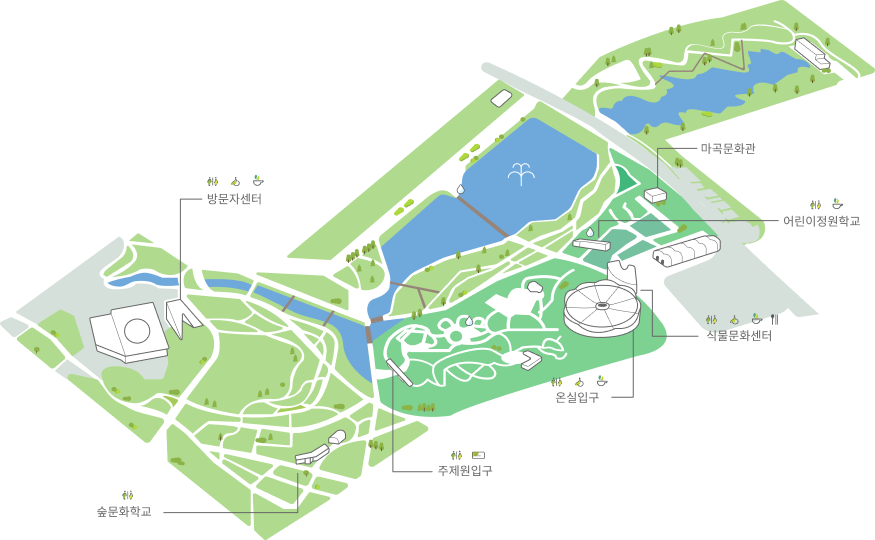 마곡문화관
방문자센터
어린이정원학교
식물문화센터
온실입구
주제원입구
숲문화학교